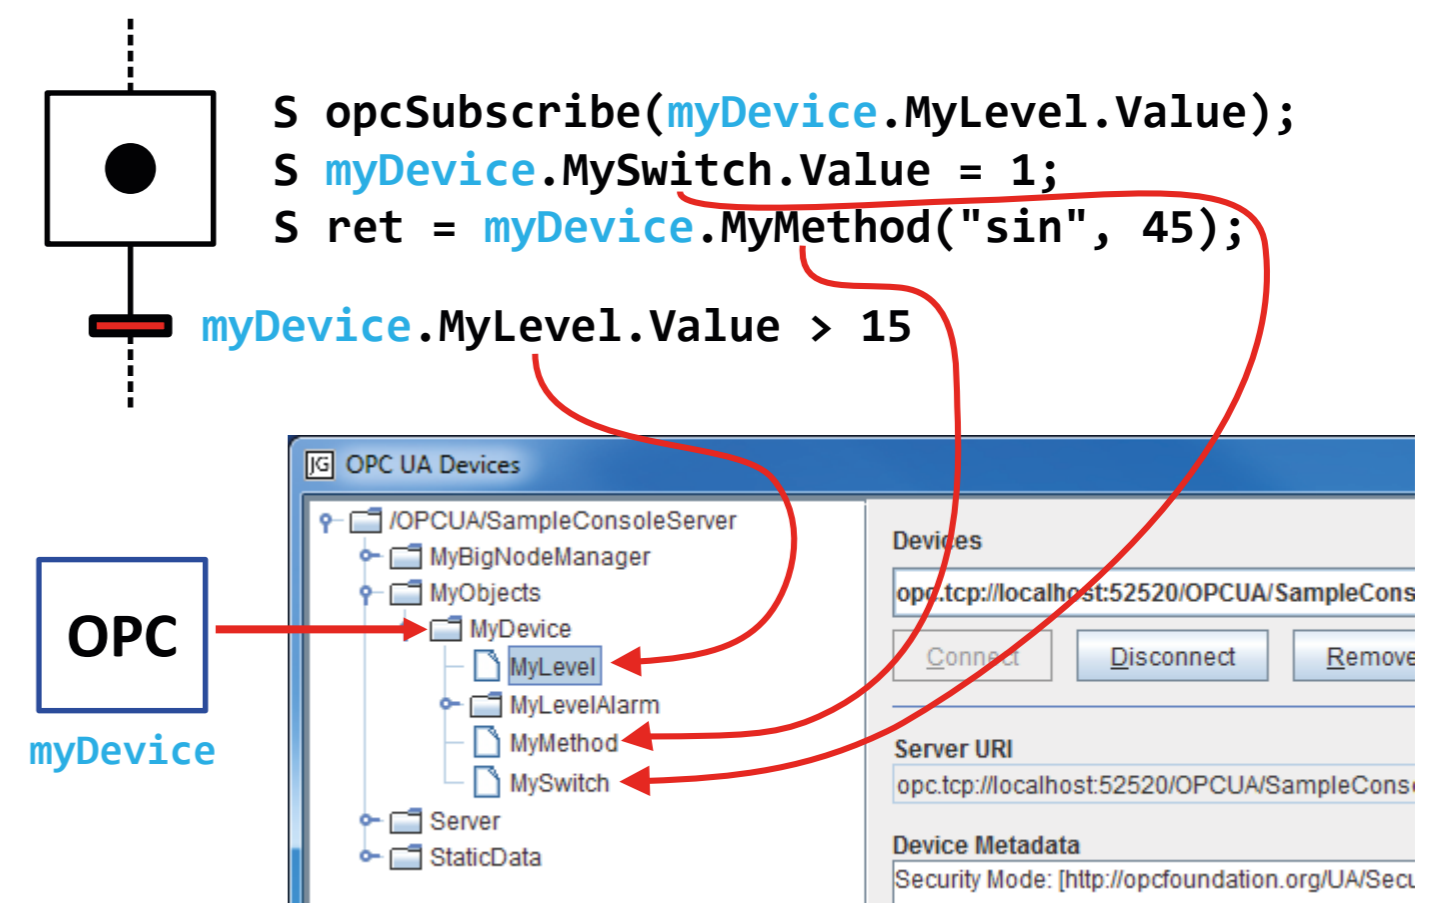 S opcSubscribe(myDevice.MyLevel.Value);
S myDevice.MySwitch.Value = 1;
S ret = myDevice.MyMethod("sin", 45);
myDevice.MyLevel.Value > 15
JG OPC UA Devices
/OPCUA/SampleConsoleServer
MyBigNodeManager
MyObjects
MyDevice
MyLevel
MyLevelAlarm
MyMethod
MySwitch
Server
StaticData
OPC
myDevice
Devices
opc.tcp://localhost:52520/OPCUA/SampleCons
Connect Disconnect Remove
Server URI
opc.tcp://localhost:52520/OPCUA/SampleConse
Device Metadata
Security Mode: [http://opcfoundation.org/UA/Secu